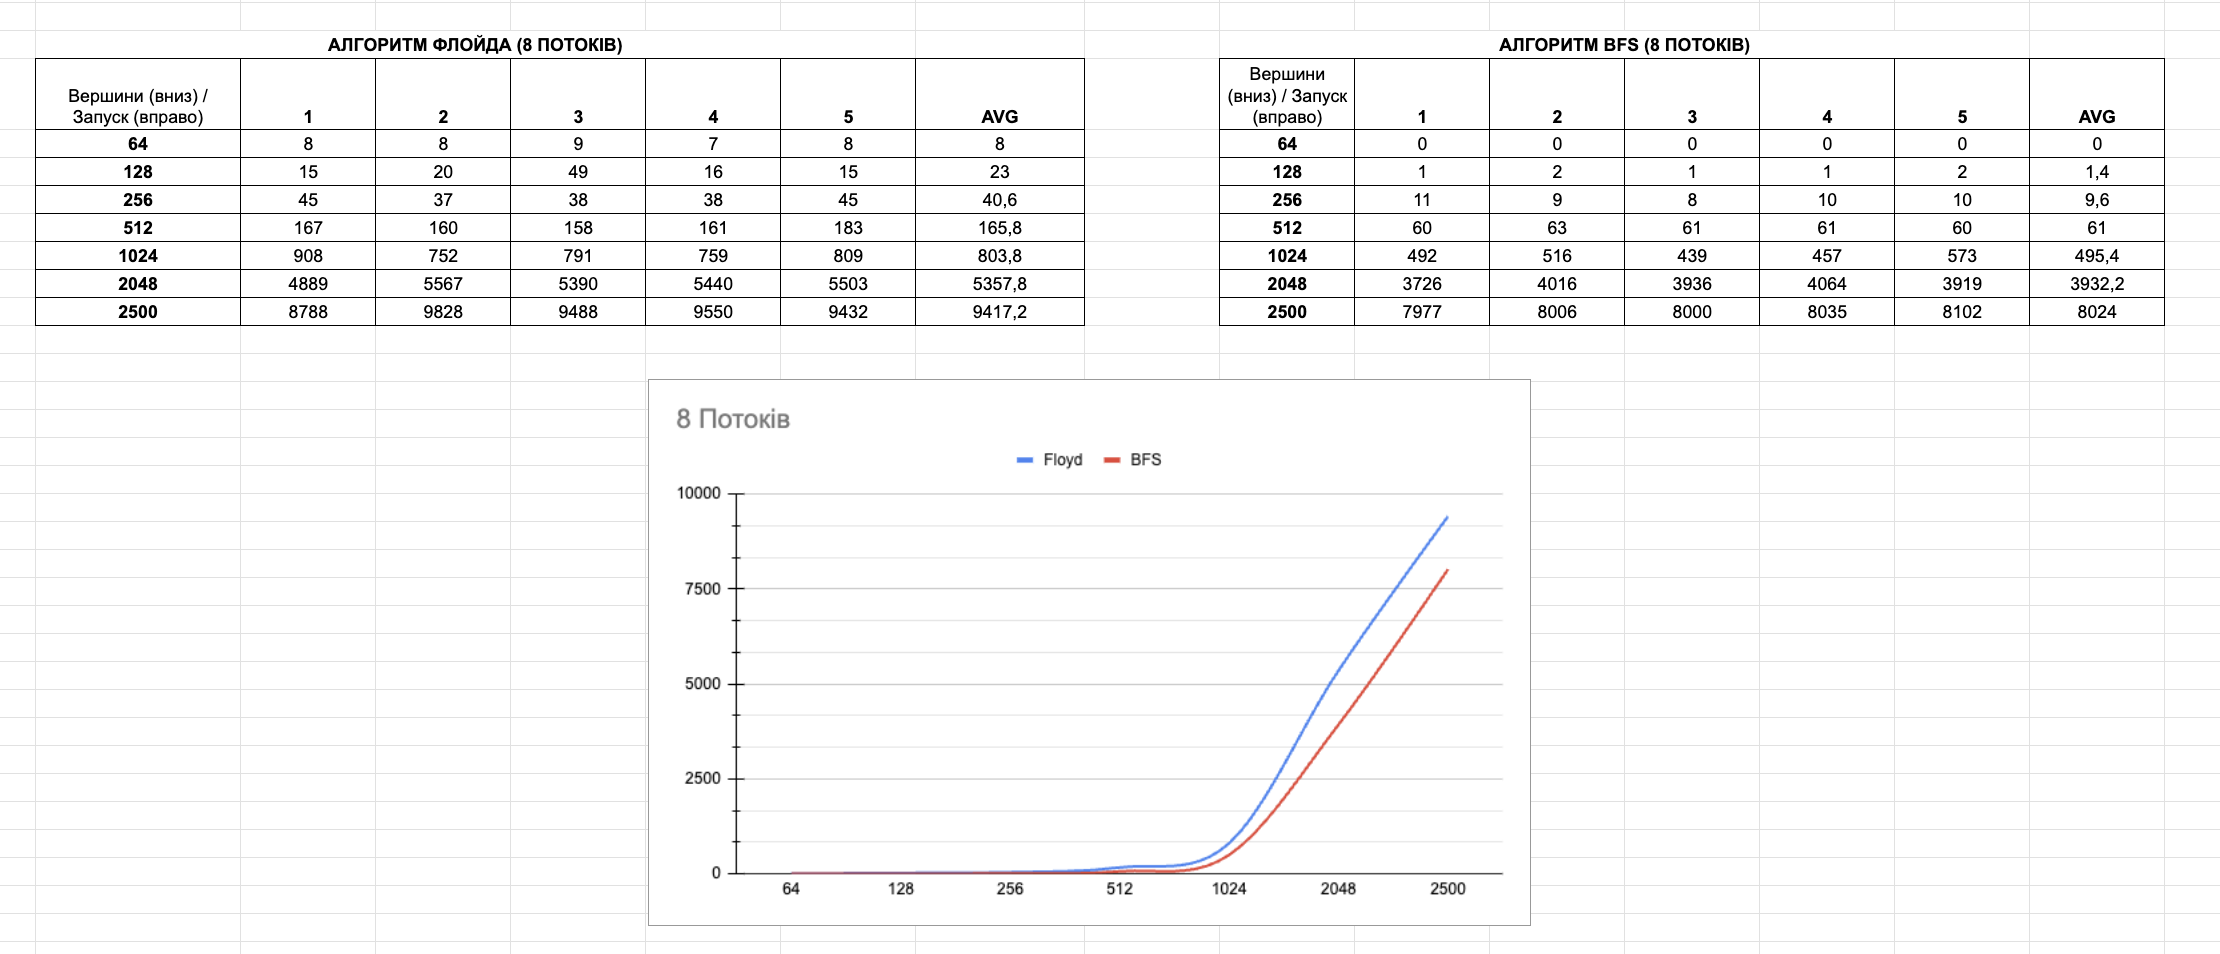 АЛГОРИТМ ФЛОЙДА (8 ПОТОКІВ)
Вершини (вниз) /
Запуск (вправо)
1 2 3 4 5 AVG
64 8 8 9 7 8 8
128 15 20 49 16 15 23
256 45 37 38 38 45 40,6
512 167 160 158 161 183 165,8
1024 908 752 791 759 809 803,8
2048 4889 5567 5390 5440 5503 5357,8
2500 8788 9828 9488 9550 9432 9417,2
АЛГОРИТМ BFS (8 ПОТОКІВ)
Вершини
(вниз) / Запуск
(вправо)
1 2 3 4 5 AVG
64 0 0 0 0 0 0
128 1 2 1 1 2 1,4
256 11 9 8 10 10 9,6
512 60 63 61 61 60 61
1024 492 516 439 457 573 495,4
2048 3726 4016 3936 4064 3919 3932,2
2500 7977 8006 8000 8035 8102 8024
8 Потоків
Floyd BFS
10000
7500
5000
2500
0
64 128 256 512 1024 2048 2500